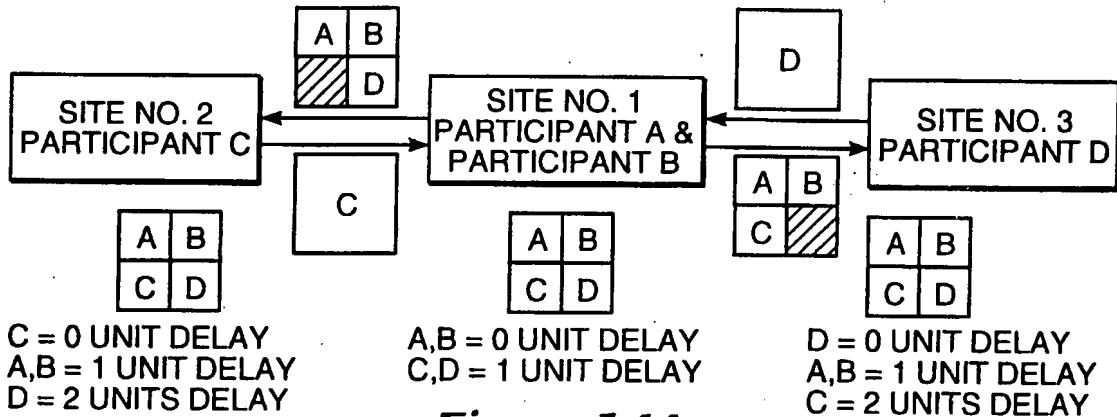 A B
D
D
SITE NO. 2
PARTICIPANT C
SITE NO. 1
PARTICIPANT A &
PARTICIPANT B
SITE NO. 3
PARTICIPANT D
C
A B
C
A B
C D
A B
C D
A B
C D
C = 0 UNIT DELAY
A,B = 1 UNIT DELAY
D = 2 UNITS DELAY
A,B = 0 UNIT DELAY
C,D = 1 UNIT DELAY
D = 0 UNIT DELAY
A,B = 1 UNIT DELAY
C = 2 UNITS DELAY